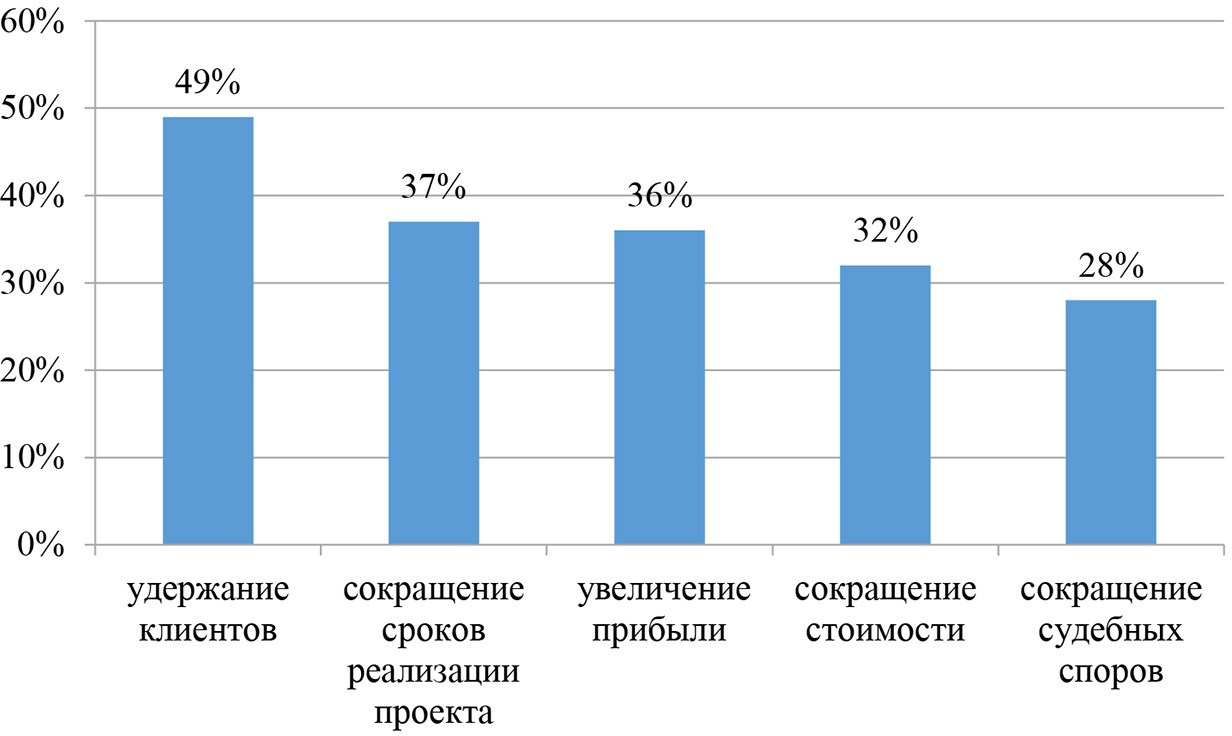 60%
50%
40%
30%
20%
10%
0%
49%
37%
36%
32%
28%
удержание
клиентов
сокращение
сроков
реализации
проекта
увеличение
прибыли
сокращение
стоимости
сокращение
судебных
споров